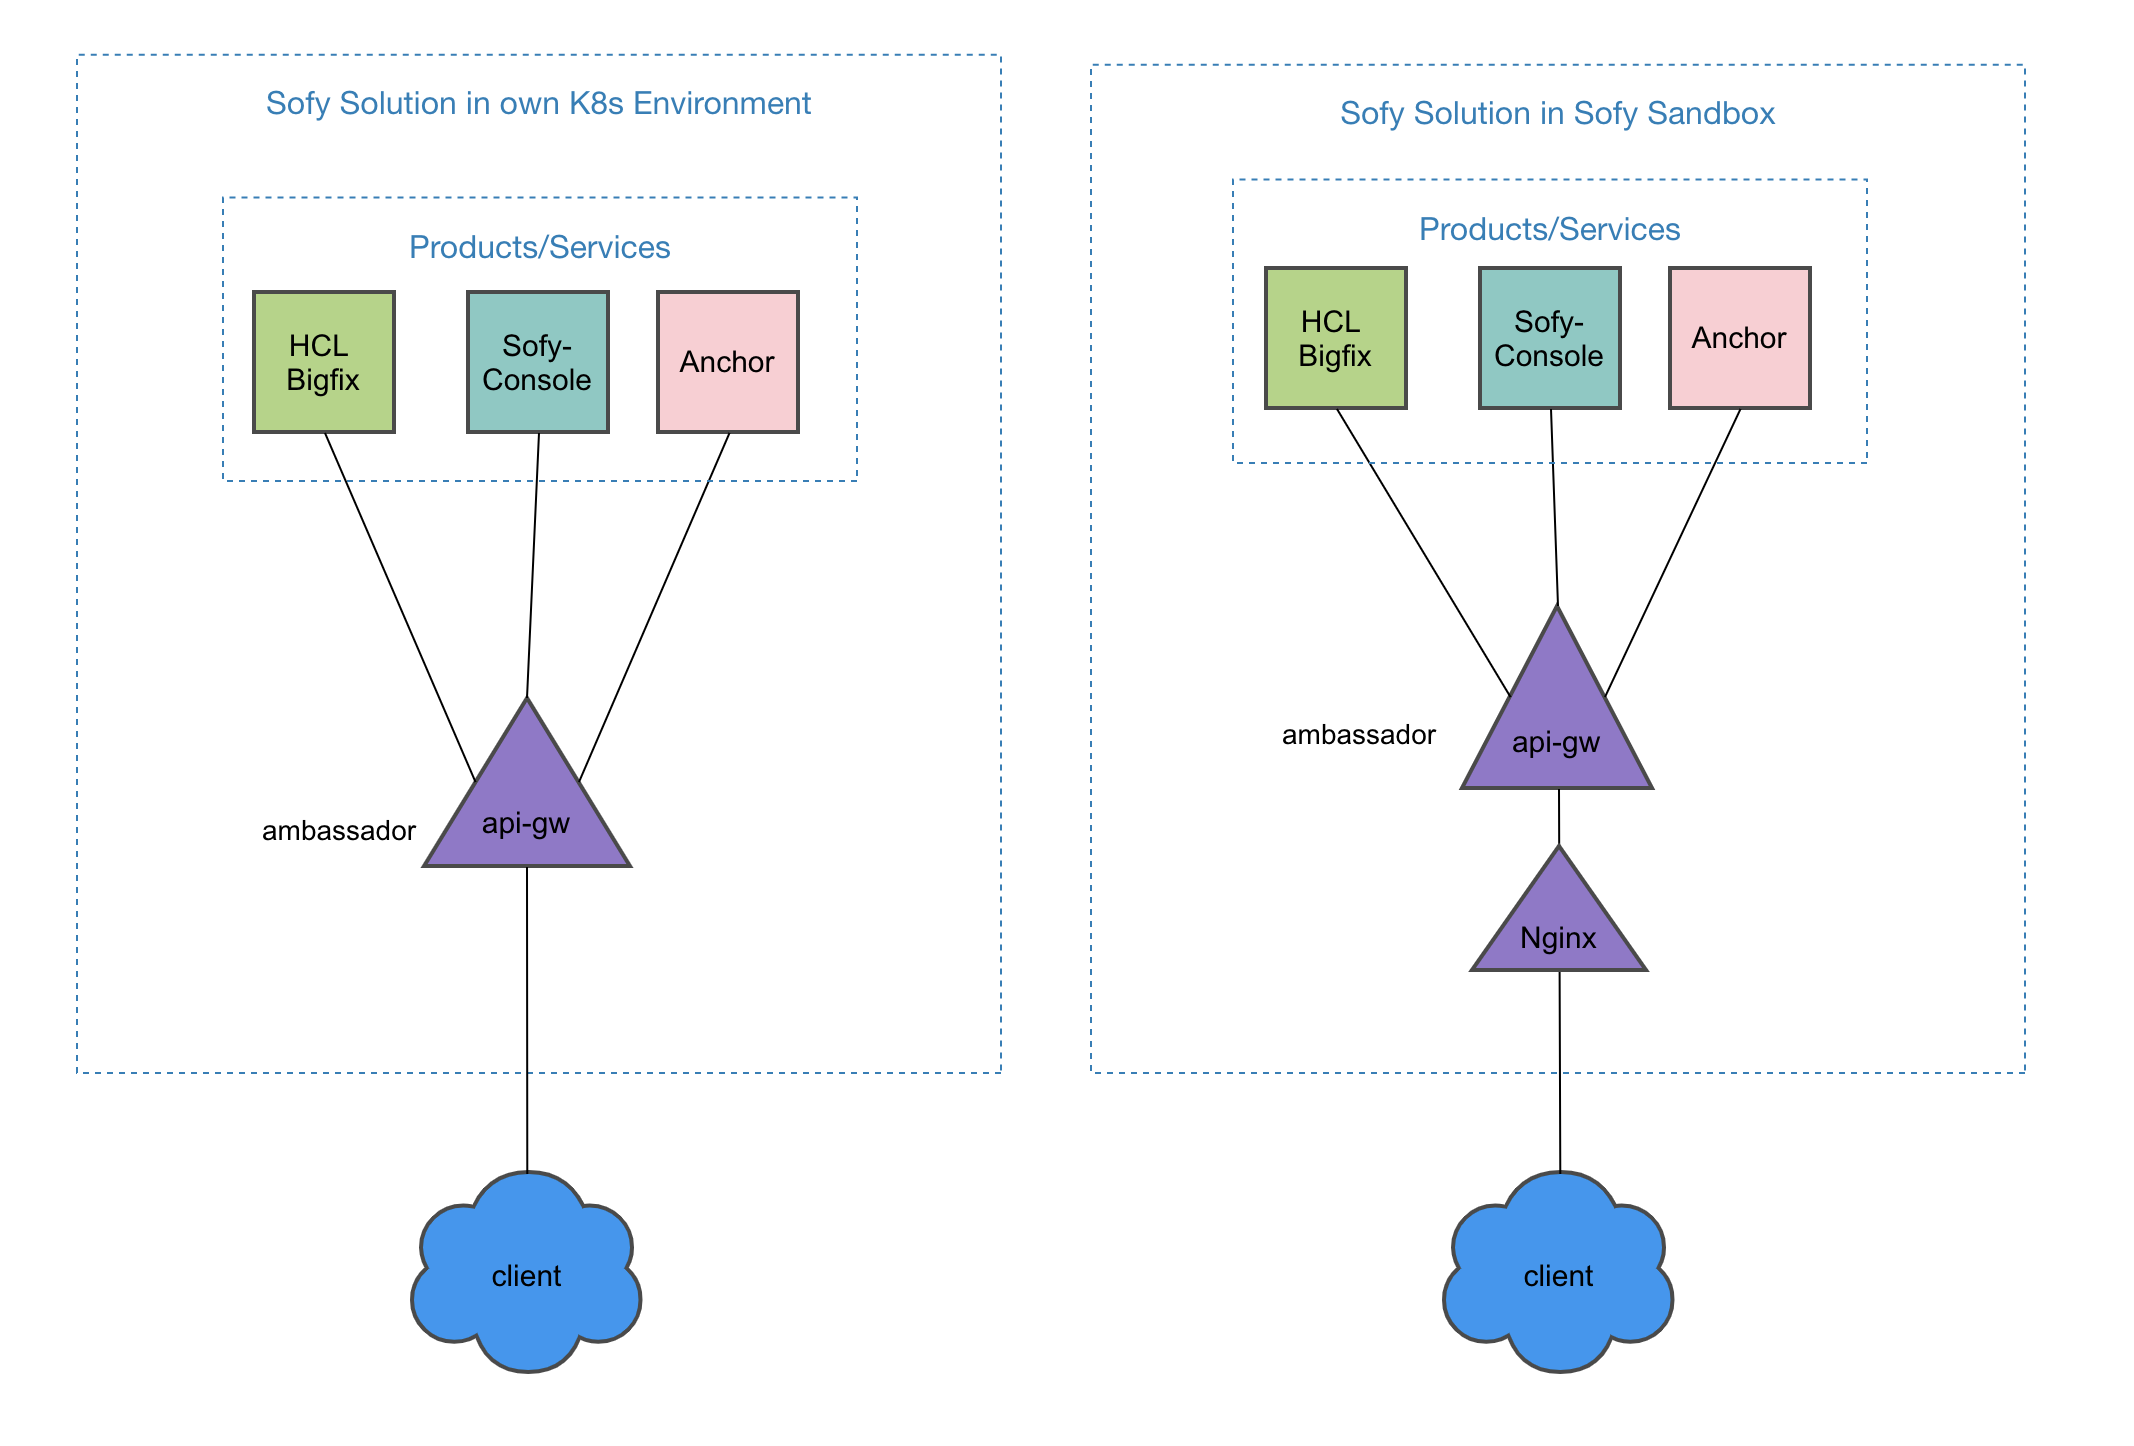 Sofy Solution in own K8s Environment
Products/Services
HCL
Bigfix
Sofy-
Console
Anchor
ambassador
api-gw
client
Sofy Solution in Sofy Sandbox
Products/Services
HCL
Bigfix
Sofy-
Console
Anchor
ambassador
api-gw
Nginx
client